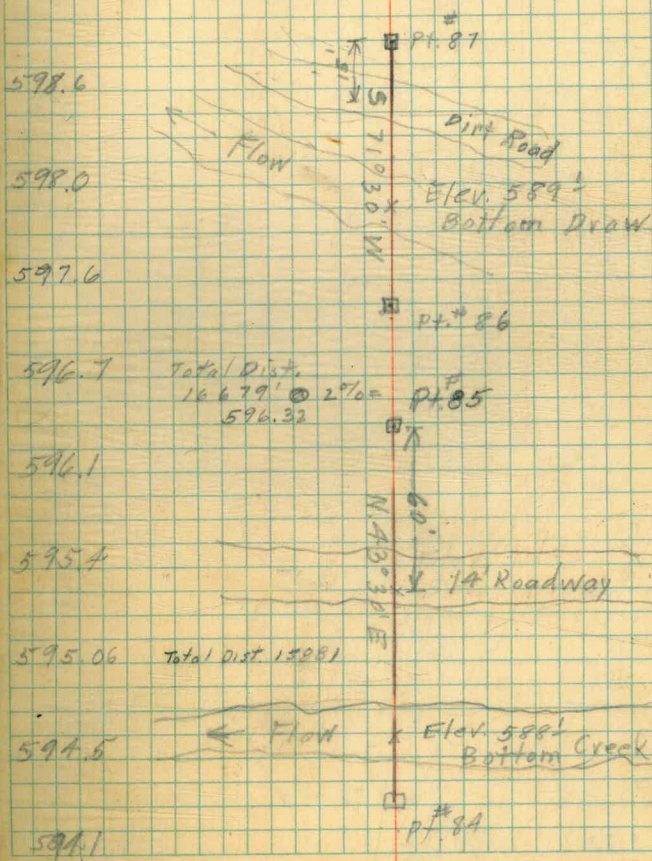 Pt. #87
598.6
15'
Dirt Road
Flow
S 71°30' W
598.0
Elev. 589'
Bottom Draw
597.6
Pt. #86
596.7
Total Dist.
16679' @ 2%=
596.32
Pt. #85
596.1
60'
N 43°30' E
595.4
14' Roadway
595.06
Total Dist. 15981
Flow
Elev. 588'
Bottom Creek
594.5
Pt. #84
594.1